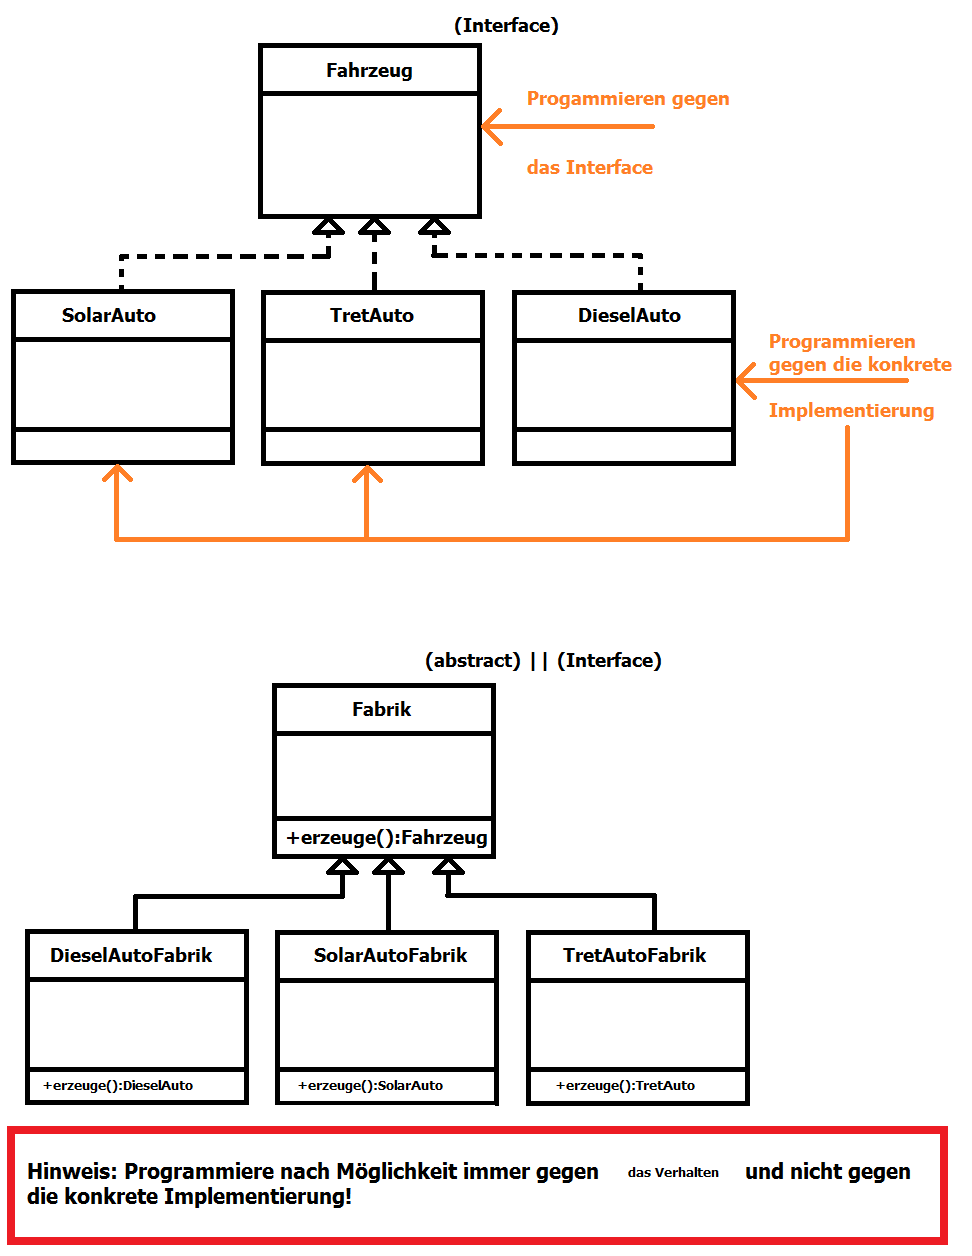 (Interface)
Fahrzeug
Progammieren gegen
das Interface
SolarAuto
TretAuto
DieselAuto
Programmieren
gegen die konkrete
Implementierung
(abstract) || (Interface)
Fabrik
+erzeuge():Fahrzeug
DieselAutoFabrik
SolarAutoFabrik
TretAutoFabrik
+erzeuge():DieselAuto
+erzeuge():SolarAuto
+erzeuge():TretAuto
Hinweis: Programmiere nach Möglichkeit immer gegen das Verhalten und nicht gegen
die konkrete Implementierung!